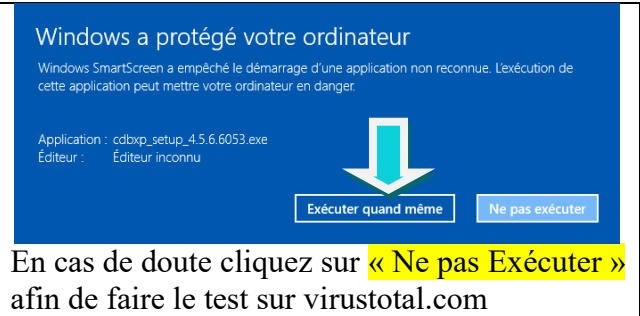 Windows a protégé votre ordinateur
Windows SmartScreen a empêché le démarrage d'une application non reconnue. L'exécution de
cette application peut mettre votre ordinateur en danger.
Application : cdbxp_setup_4.5.6.6053.exe
Éditeur : Éditeur inconnu
Exécuter quand même Ne pas exécuter
En cas de doute cliquez sur « Ne pas Exécuter »
afin de faire le test sur virustotal.com